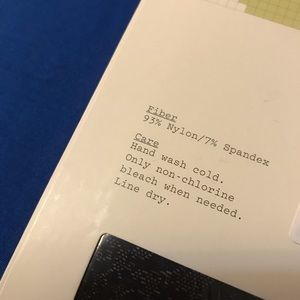 Fiber
93% Nylon/7% Spandex
Care
Hand wash cold.
Only non-chlorine
bleach when needed.
Line dry.